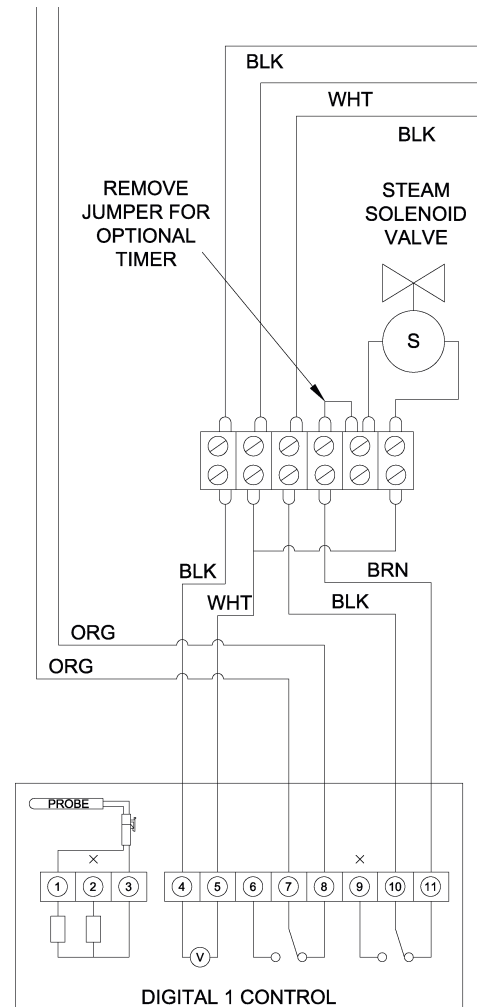 BLK
WHT
BLK
REMOVE
JUMPER FOR
OPTIONAL
TIMER
STEAM
SOLENOID
VALVE
S
BLK
BRN
WHT
BLK
ORG
ORG
PROBE
1 2 3 4 5 6 7 8 9 10 11
V
DIGITAL 1 CONTROL